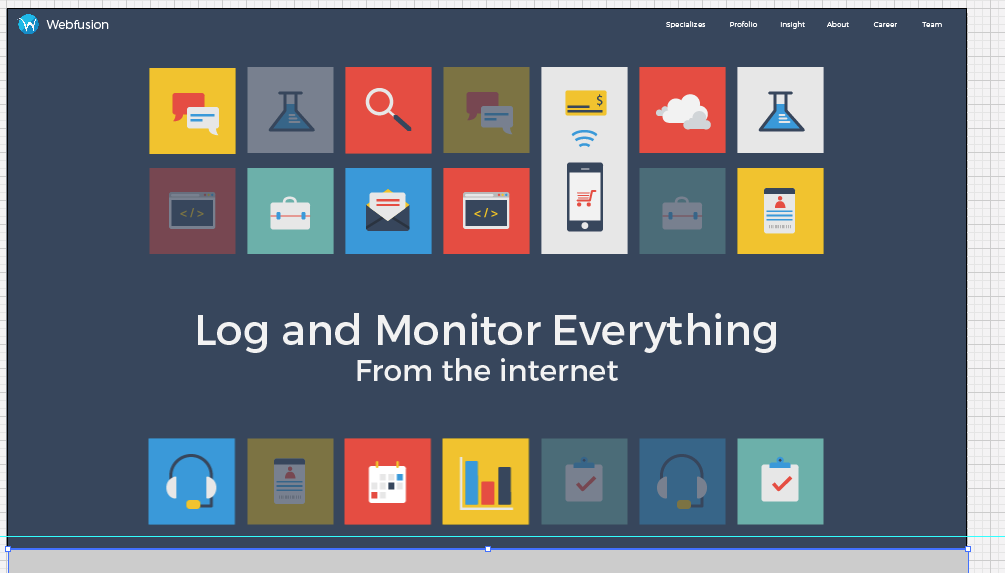 Webfusion
Specializes Profolio Insight About Career Team
$
</>
</>
Log and Monitor Everything
From the internet